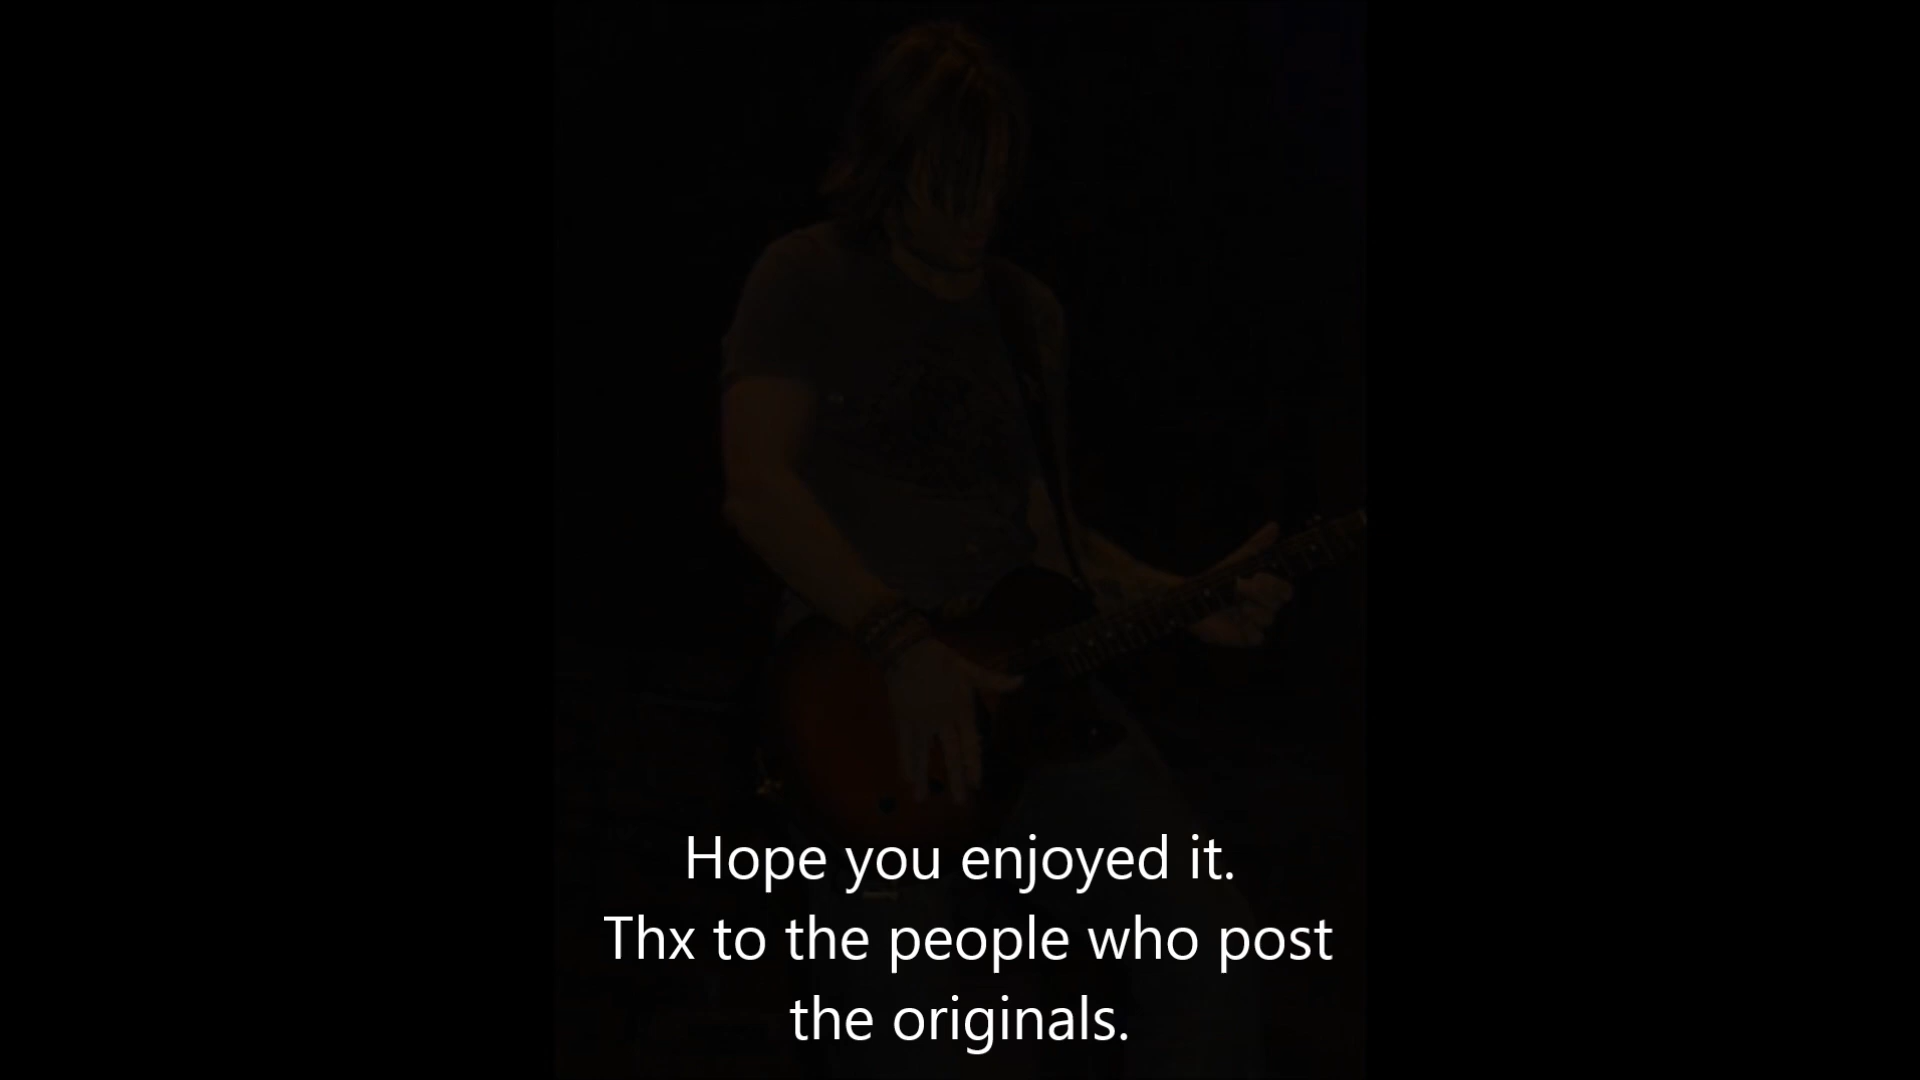 Hope you enjoyed it.
Thx to the people who post
the originals.